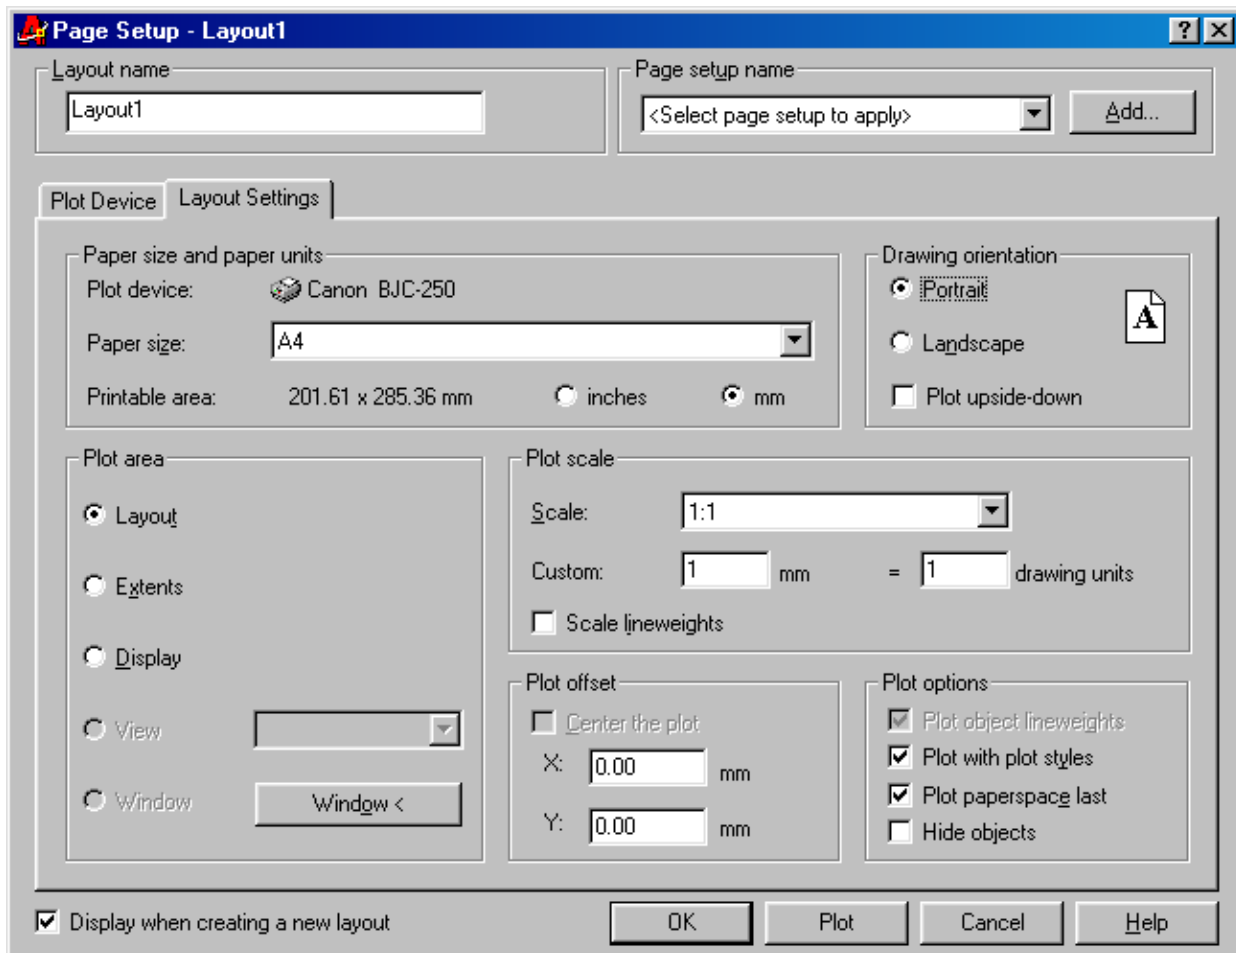 Page Setup - Layout1
Layout name
Layout1
Page setup name
<Select page setup to apply>
Add...
Plot Device
Layout Settings
Paper size and paper units
Plot device:
Canon BJC-250
Paper size:
A4
Printable area:
201.61 x 285.36 mm
inches
mm
Drawing orientation
Portrait
Landscape
Plot upside-down
A
Plot area
Layout
Extents
Display
View
Window
Window <
Plot scale
Scale:
1:1
Custom:
1
mm
=
1
drawing units
Scale lineweights
Plot offset
Center the plot
X:
0.00
mm
Y:
0.00
mm
Plot options
Plot object lineweights
Plot with plot styles
Plot paperspace last
Hide objects
Display when creating a new layout
OK
Plot
Cancel
Help